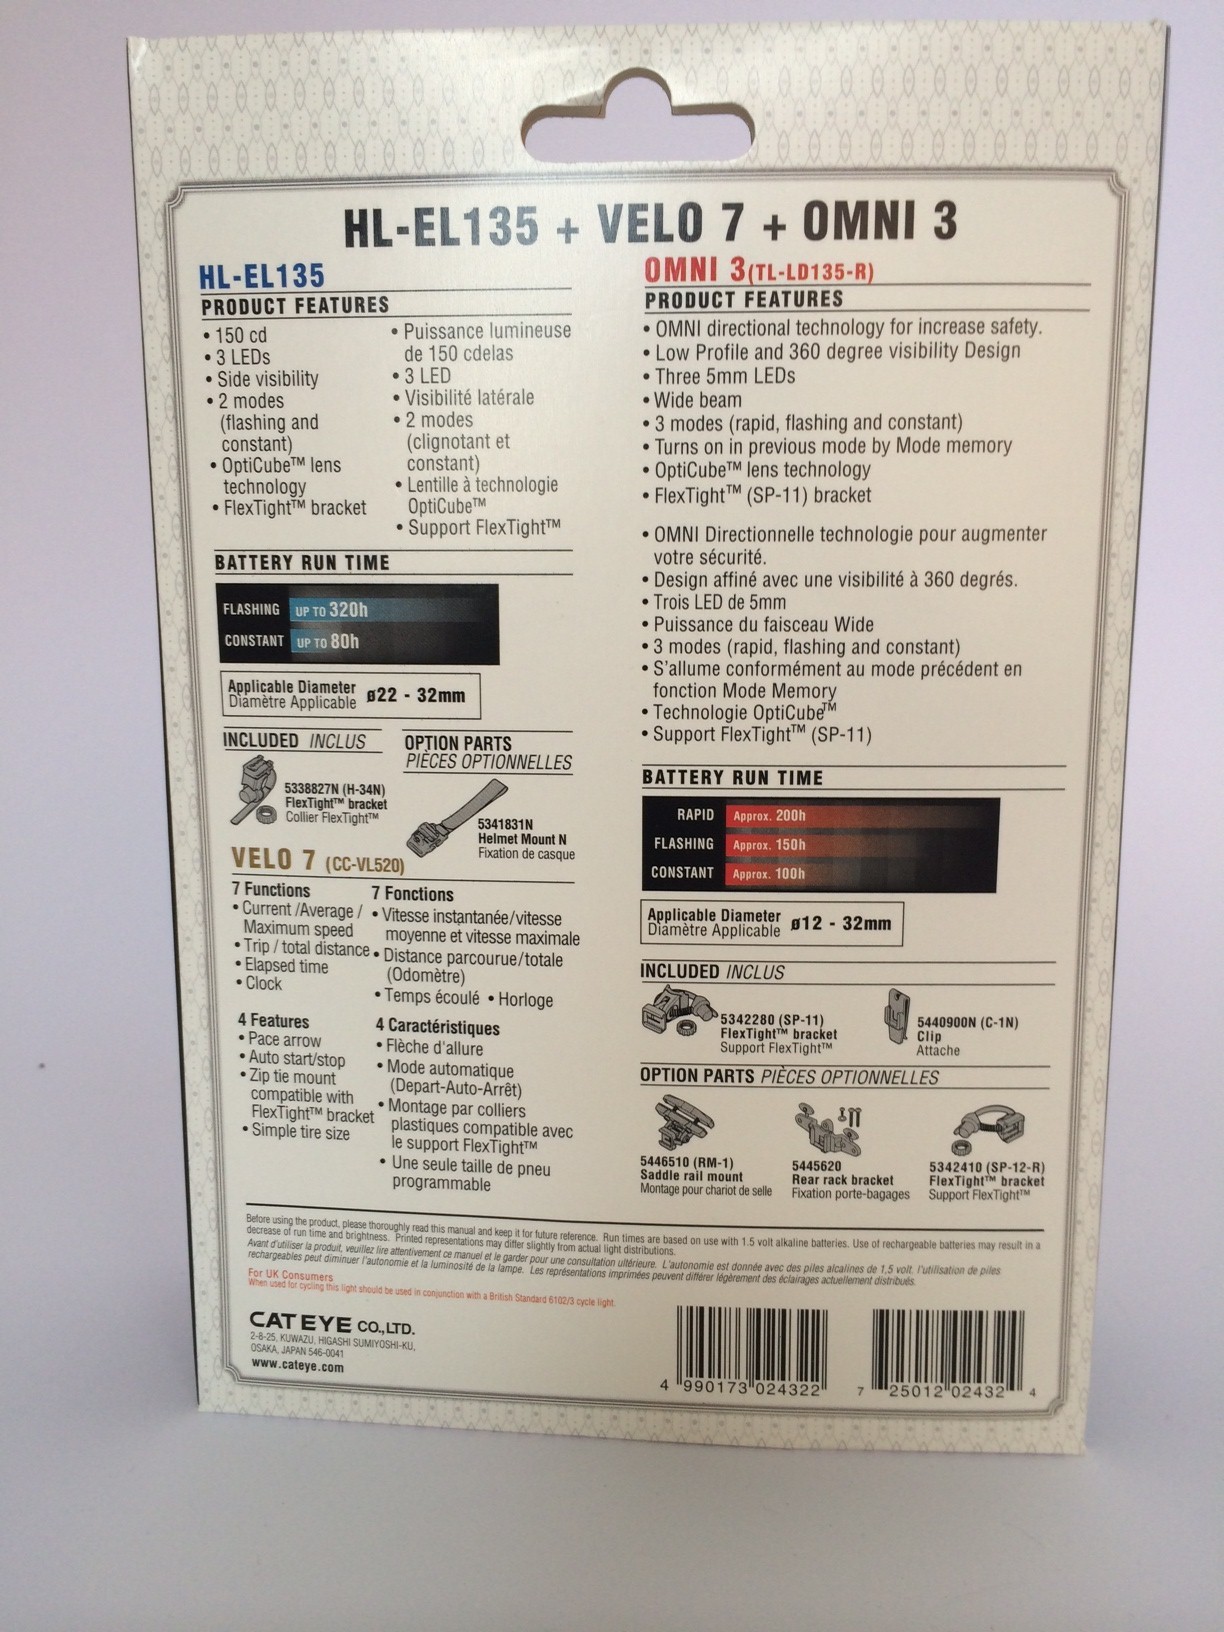 HL-EL135 + VELO 7 + OMNI 3
HL-EL135
PRODUCT FEATURES
• 150 cd
• 3 LEDs
• Side visibility
• 2 modes
(flashing and
constant)
• OptiCube™ lens
technology
• FlexTight™ bracket
• Puissance lumineuse
de 150 cdelas
• 3 LED
• Visibilité latérale
• 2 modes
(clignotant et
constant)
• Lentille à technologie
OptiCube™
• Support FlexTight™
BATTERY RUN TIME
FLASHING UP TO 320h
CONSTANT UP TO 80h
Applicable Diameter
Diamètre Applicable
ø22 - 32mm
INCLUDED INCLUS
5338827N (H-34N)
FlexTight™ bracket
Collier FlexTight™
OPTION PARTS
PIÈCES OPTIONNELLES
5341831N
Helmet Mount N
Fixation de casque
VELO 7 (CC-VL520)
7 Functions
• Current /Average /
Maximum speed
• Trip / total distance
• Elapsed time
• Clock
7 Fonctions
• Vitesse instantanée/vitesse
moyenne et vitesse maximale
• Distance parcourue/totale
(Odomètre)
• Temps écoulé • Horloge
4 Features
• Pace arrow
• Auto start/stop
• Zip tie mount
compatible with
FlexTight™ bracket
• Simple tire size
4 Caractéristiques
• Flèche d'allure
• Mode automatique
(Depart-Auto-Arrêt)
• Montage par colliers
plastiques compatible avec
le support FlexTight™
• Une seule taille de pneu
programmable
OMNI 3(TL-LD135-R)
PRODUCT FEATURES
• OMNI directional technology for increase safety.
• Low Profile and 360 degree visibility Design
• Three 5mm LEDs
• Wide beam
• 3 modes (rapid, flashing and constant)
• Turns on in previous mode by Mode memory
• OptiCube™ lens technology
• FlexTight™ (SP-11) bracket
• OMNI Directionnelle technologie pour augmenter
votre sécurité.
• Design affiné avec une visibilité à 360 degrés.
• Trois LED de 5mm
• Puissance du faisceau Wide
• 3 modes (rapid, flashing and constant)
• S'allume conformément au mode précédent en
fonction Mode Memory
• Technologie OptiCube™
• Support FlexTight™ (SP-11)
BATTERY RUN TIME
RAPID Approx. 200h
FLASHING Approx. 150h
CONSTANT Approx. 100h
Applicable Diameter
Diamètre Applicable
ø12 - 32mm
INCLUDED INCLUS
5342280 (SP-11)
FlexTight™ bracket
Support FlexTight™
5440900N (C-1N)
Clip
Attache
OPTION PARTS PIÈCES OPTIONNELLES
5446510 (RM-1)
Saddle rail mount
Montage pour chariot de selle
5445620
Rear rack bracket
Fixation porte-bagages
5342410 (SP-12-R)
FlexTight™ bracket
Support FlexTight™
Before using the product, please thoroughly read this manual and keep it for future reference. Run times are based on use with 1.5 volt alkaline batteries. Use of rechargeable batteries may result in a
decrease of run time and brightness. Printed representations may differ slightly from actual light distributions.
Avant d'utiliser la produit, veuillez lire attentivement ce manuel et le garder pour une consultation ultérieure. L'autonomie est donnée avec des piles alcalines de 1,5 volt. l'utilisation de piles
rechargeables peut diminuer l'autonomie et la luminosité de la lampe. Les représentations imprimées peuvent différer légèrement des éclairages actuellement distribués.
For UK Consumers
When used for cycling this light should be used in conjunction with a British Standard 6102/3 cycle light.
CAT EYE CO.,LTD.
2-8-25, KUWAZU, HIGASHI SUMIYOSHI-KU,
OSAKA, JAPAN 546-0041
www.cateye.com
4 990173 024322
7 25012 02432 4